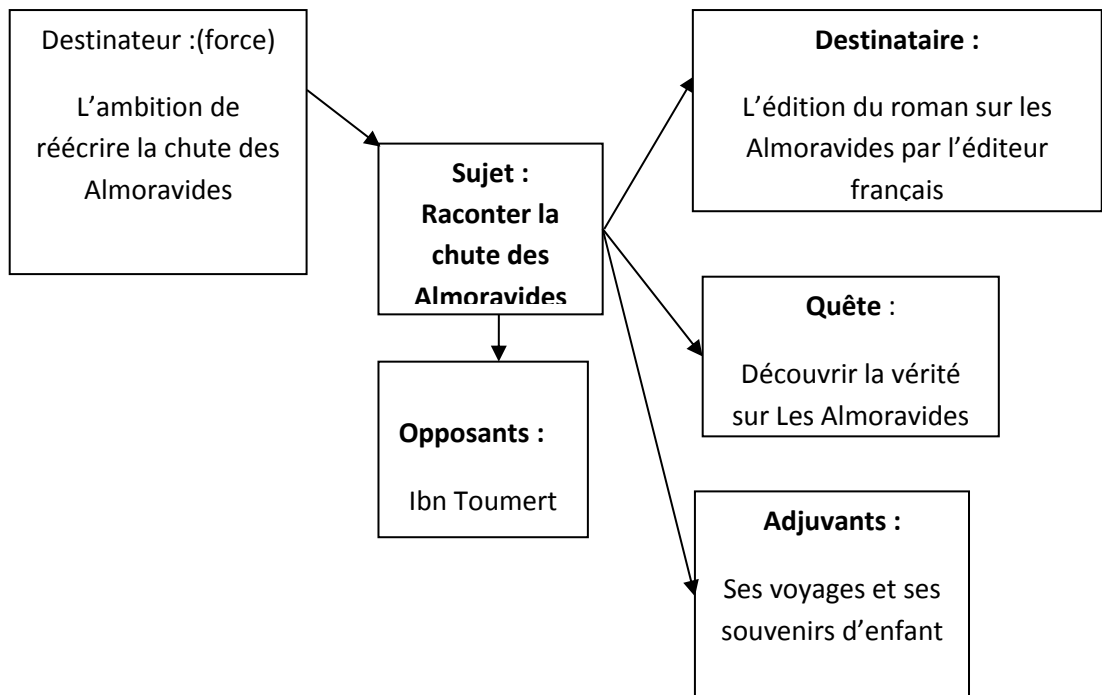 Destinateur :(force)
L’ambition de
réécrire la chute des
Almoravides
Destinataire :
L’édition du roman sur les
Almoravides par l’éditeur
français
Sujet :
Raconter la
chute des
Almoravides
Quête :
Découvrir la vérité
sur Les Almoravides
Opposants :
Ibn Toumert
Adjuvants :
Ses voyages et ses
souvenirs d’enfant